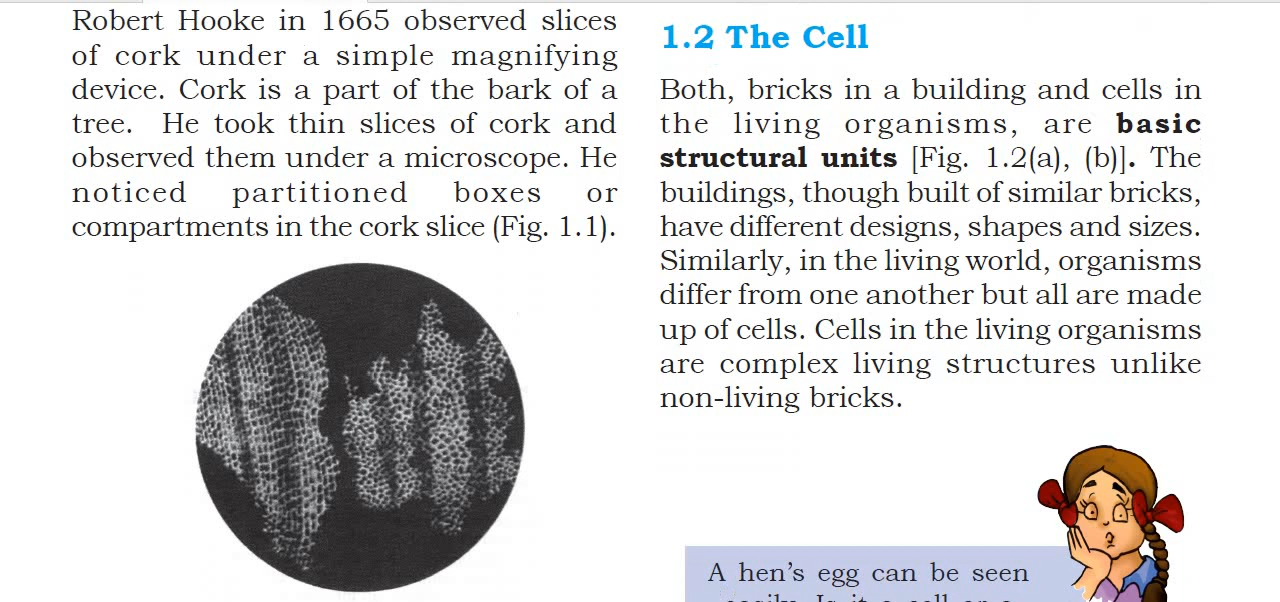 Robert Hooke in 1665 observed slices
of cork under a simple magnifying
device. Cork is a part of the bark of a
tree. He took thin slices of cork and
observed them under a microscope. He
noticed partitioned boxes or
compartments in the cork slice (Fig. 1.1).
1.2 The Cell
Both, bricks in a building and cells in
the living organisms, are basic
structural units [Fig. 1.2(a), (b)]. The
buildings, though built of similar bricks,
have different designs, shapes and sizes.
Similarly, in the living world, organisms
differ from one another but all are made
up of cells. Cells in the living organisms
are complex living structures unlike
non-living bricks.
A hen’s egg can be seen
easily. Is it a cell or a